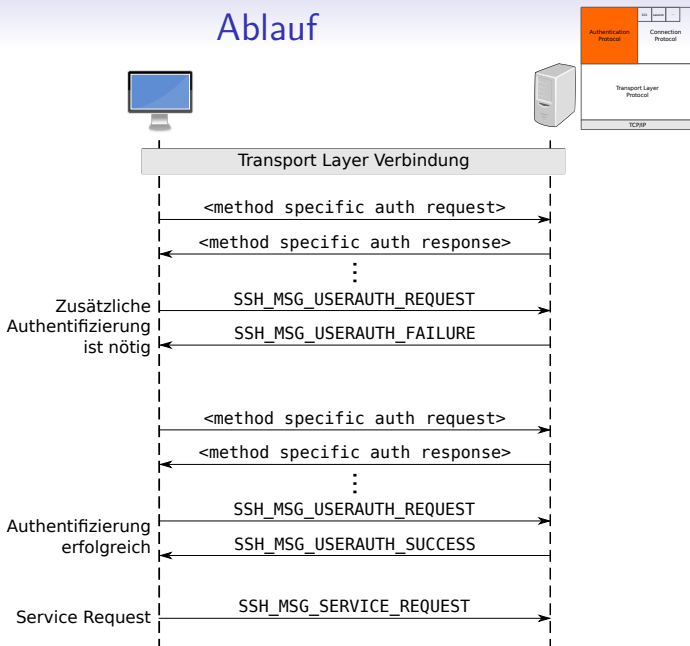 Ablauf
Authentication
Protocol
Connection
Protocol
Transport Layer
Protocol
TCP/IP
Transport Layer Verbindung
<method specific auth request>
<method specific auth response>
⋮
SSH_MSG_USERAUTH_REQUEST
Zusätzliche
Authentifizierung
ist nötig
SSH_MSG_USERAUTH_FAILURE
<method specific auth request>
<method specific auth response>
⋮
SSH_MSG_USERAUTH_REQUEST
Authentifizierung
erfolgreich
SSH_MSG_USERAUTH_SUCCESS
SSH_MSG_SERVICE_REQUEST
Service Request